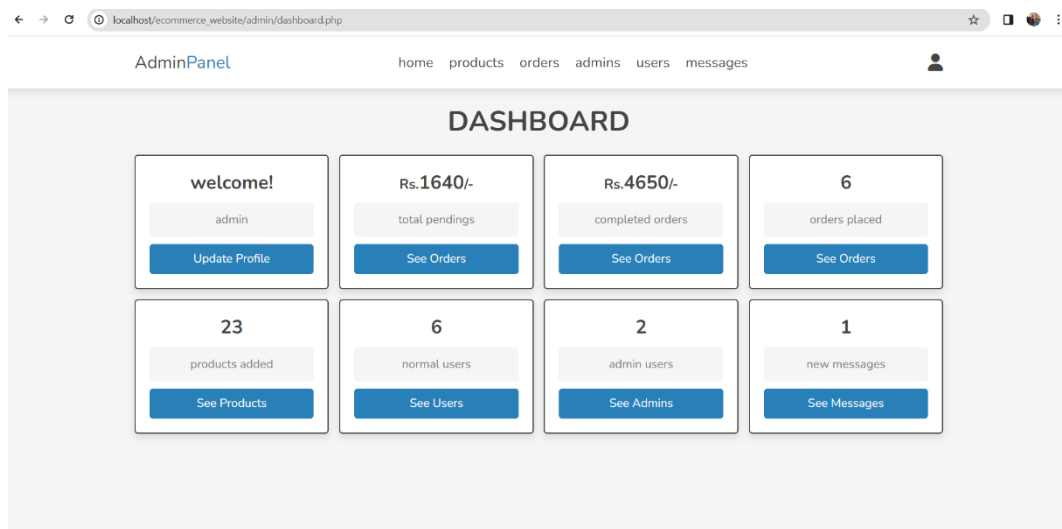 localhost/ecommerce_website/admin/dashboard.php
AdminPanel home products orders admins users messages
DASHBOARD
welcome!
admin
Update Profile
Rs.1640/-
total pendings
See Orders
Rs.4650/-
completed orders
See Orders
6
orders placed
See Orders
23
products added
See Products
6
normal users
See Users
2
admin users
See Admins
1
new messages
See Messages